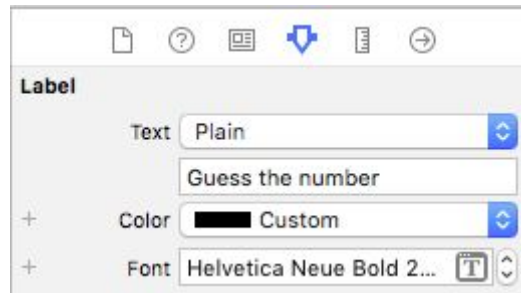 Label
Text Plain
Guess the number
Color Custom
Font Helvetica Neue Bold 2... T